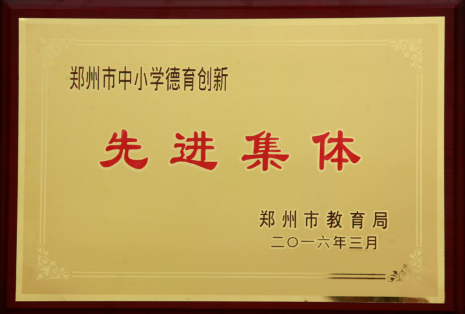 郑州市中小学德育创新
先进集体
郑州市教育局
二〇一六年三月